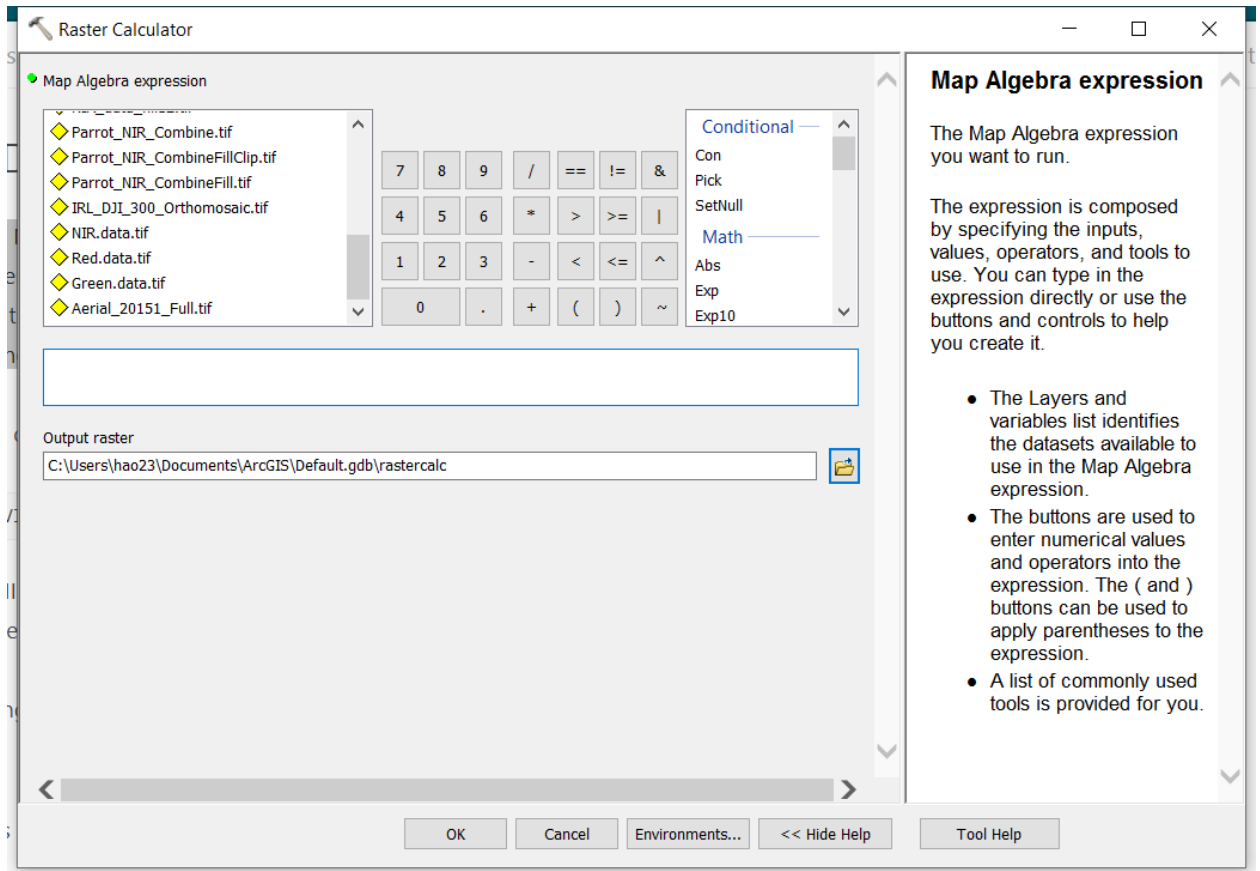 Raster Calculator
Map Algebra expression
Parrot_NIR_Combine.tif
Parrot_NIR_CombineFillClip.tif
Parrot_NIR_CombineFill.tif
IRL_DJI_300_Orthomosaic.tif
NIR.data.tif
Red.data.tif
Green.data.tif
Aerial_20151_Full.tif
7 8 9 / == != &
4 5 6 * > >= |
1 2 3 - < <= ^
0 . + ( ) ~
Conditional
Con
Pick
SetNull
Math
Abs
Exp
Exp10
Output raster
C:\Users\hao23\Documents\ArcGIS\Default.gdb\rastercalc
OK Cancel Environments... << Hide Help Tool Help
Map Algebra expression
The Map Algebra expression
you want to run.
The expression is composed
by specifying the inputs,
values, operators, and tools to
use. You can type in the
expression directly or use the
buttons and controls to help
you create it.
● The Layers and
variables list identifies
the datasets available to
use in the Map Algebra
expression.
● The buttons are used to
enter numerical values
and operators into the
expression. The ( and )
buttons can be used to
apply parentheses to the
expression.
● A list of commonly used
tools is provided for you.